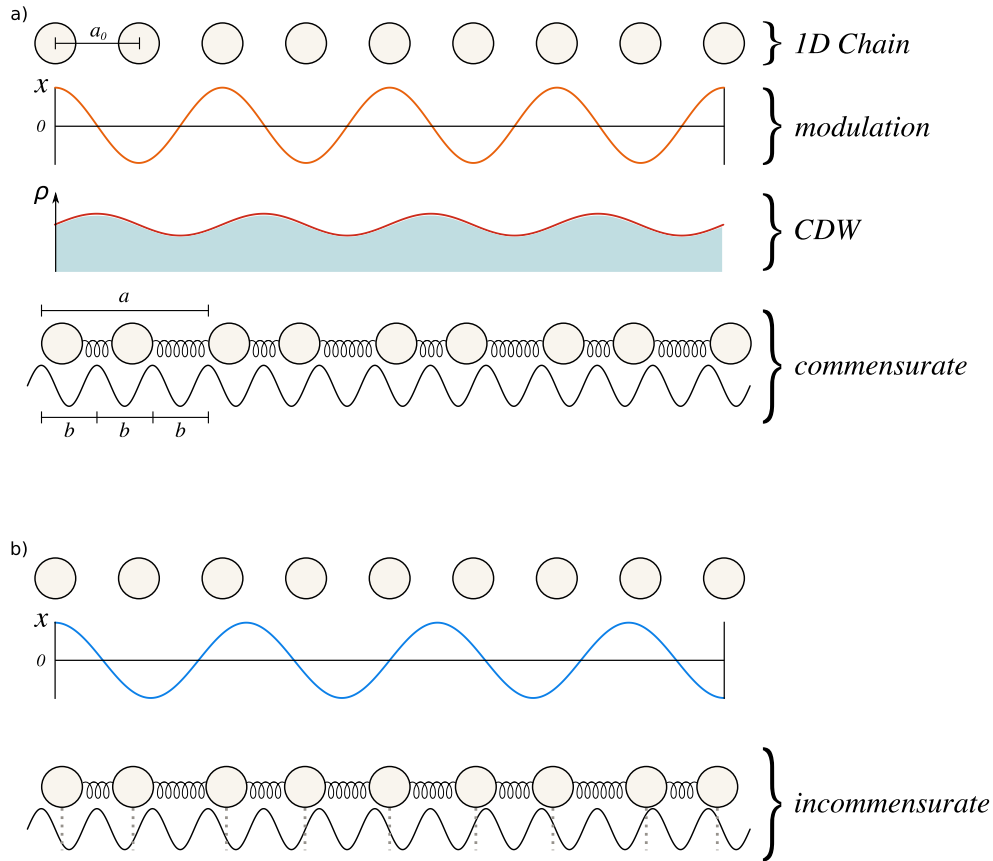 a)
a₀
1D Chain
x
0
modulation
ρ
CDW
a
commensurate
b b b
b)
x
0
incommensurate